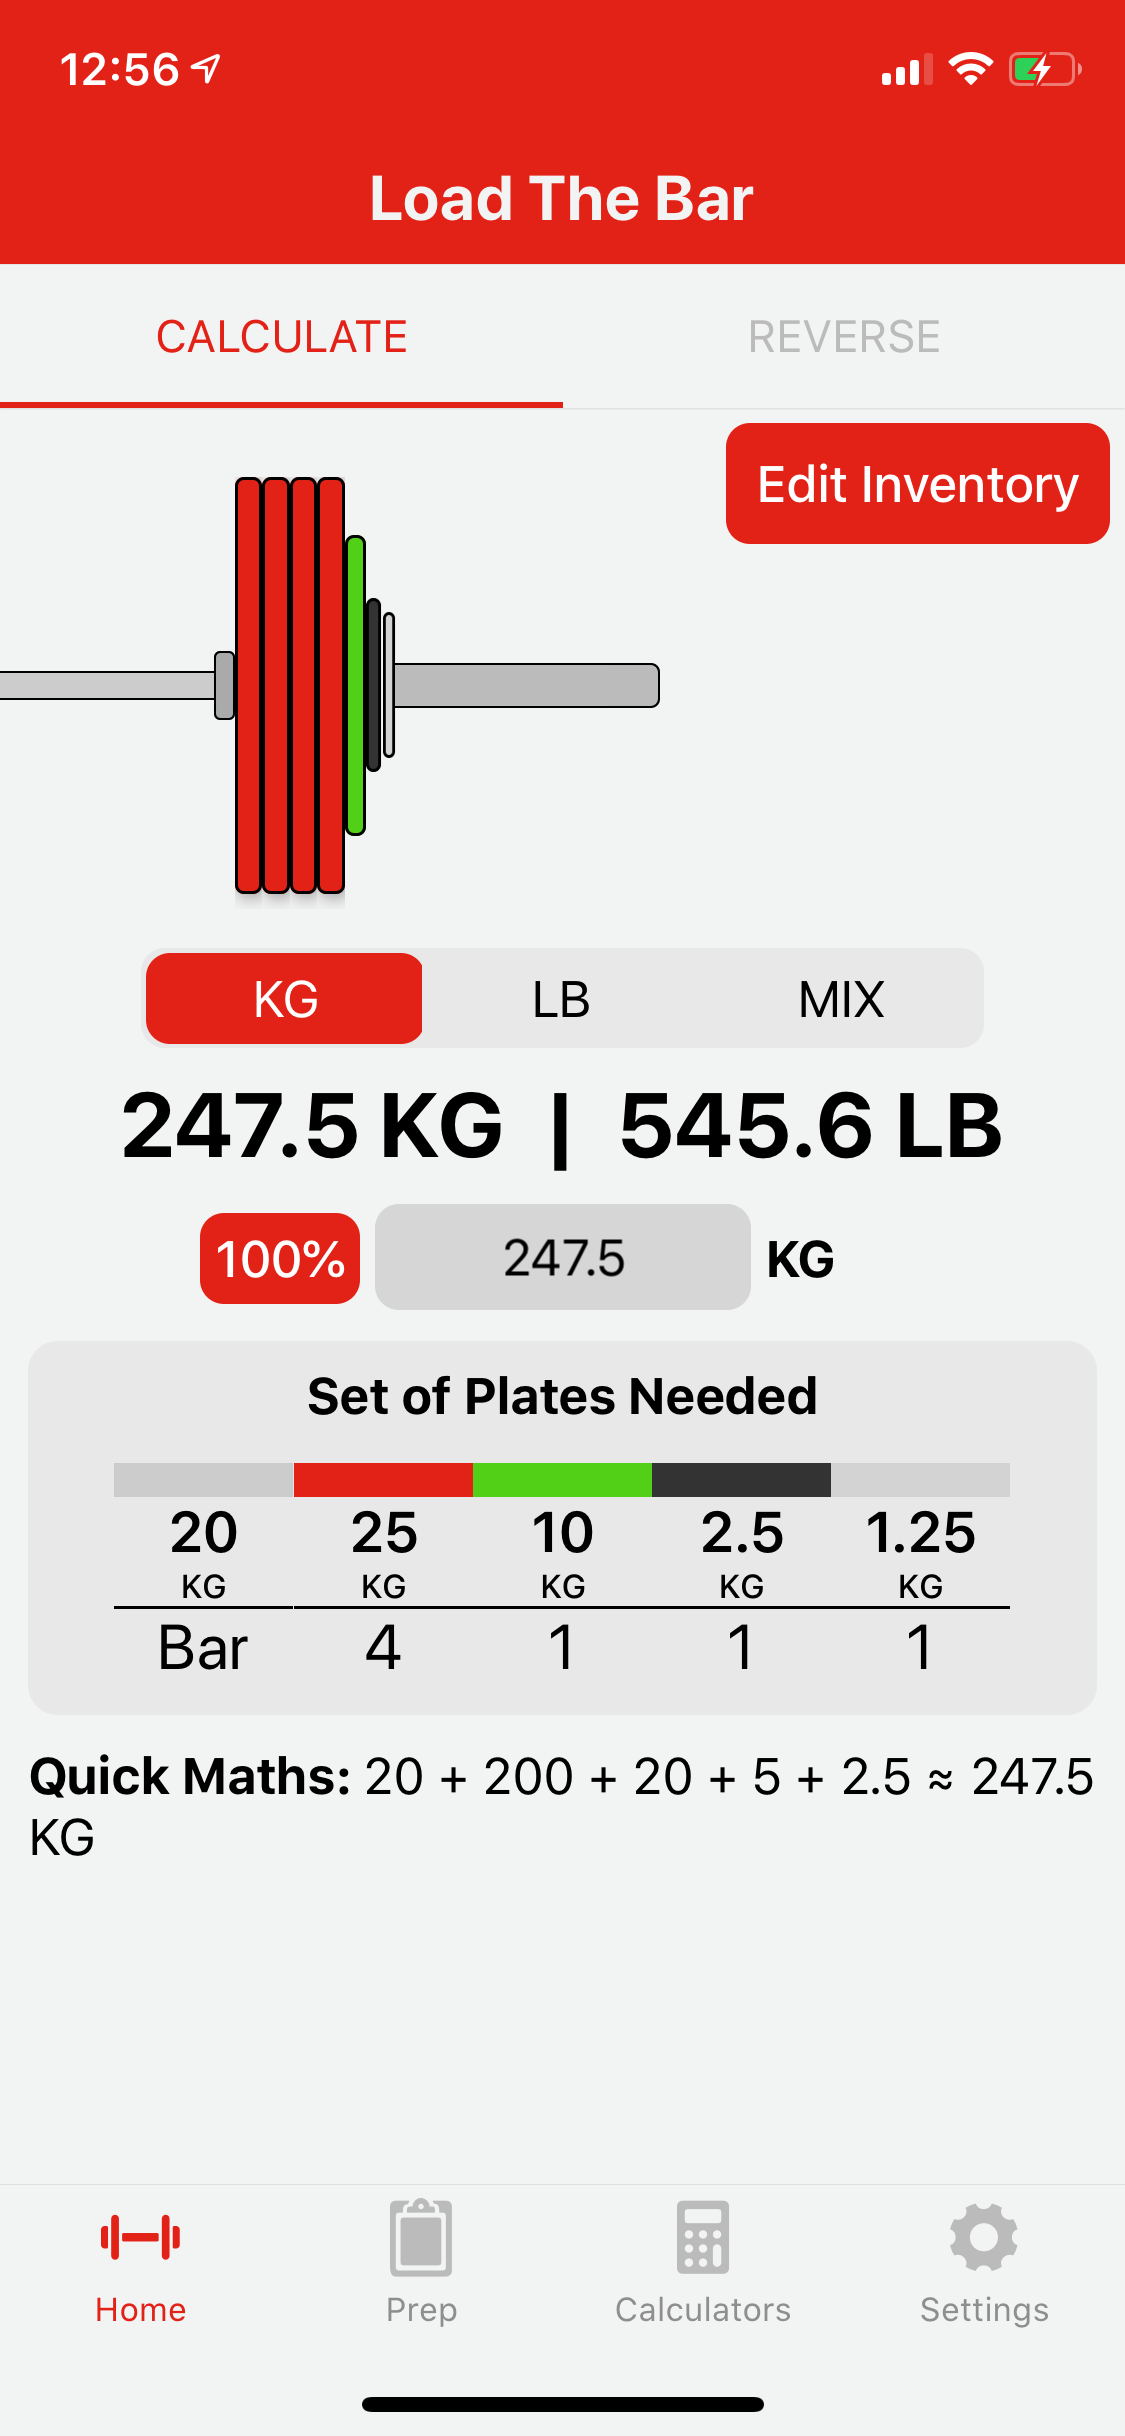 12:56
Load The Bar
CALCULATE REVERSE
Edit Inventory
KG LB MIX
247.5 KG | 545.6 LB
100% 247.5 KG
Set of Plates Needed
20 25 10 2.5 1.25
KG KG KG KG KG
Bar 4 1 1 1
Quick Maths: 20 + 200 + 20 + 5 + 2.5 ≈ 247.5
KG
Home Prep Calculators Settings